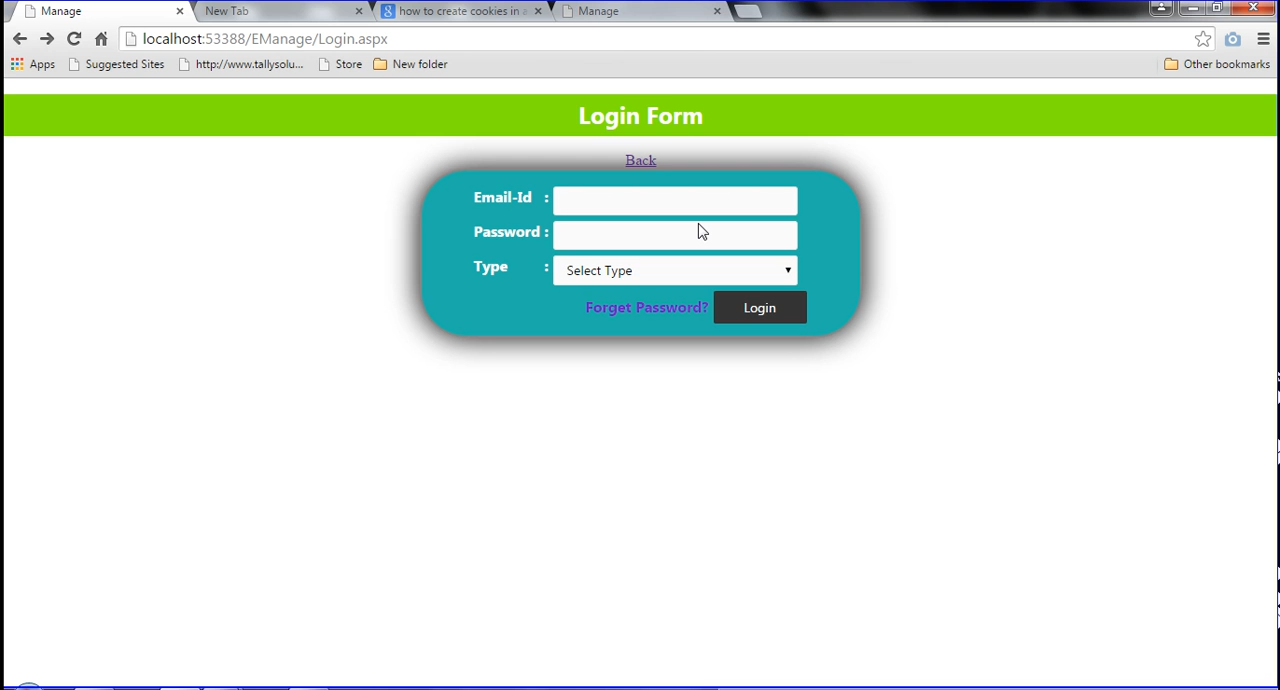 Manage
New Tab
how to create cookies in a
Manage
localhost:53388/EManage/Login.aspx
Apps
Suggested Sites
http://www.tallysolu...
Store
New folder
Other bookmarks
Login Form
Back
Email-Id :
Password :
Type :
Select Type
Forget Password?
Login